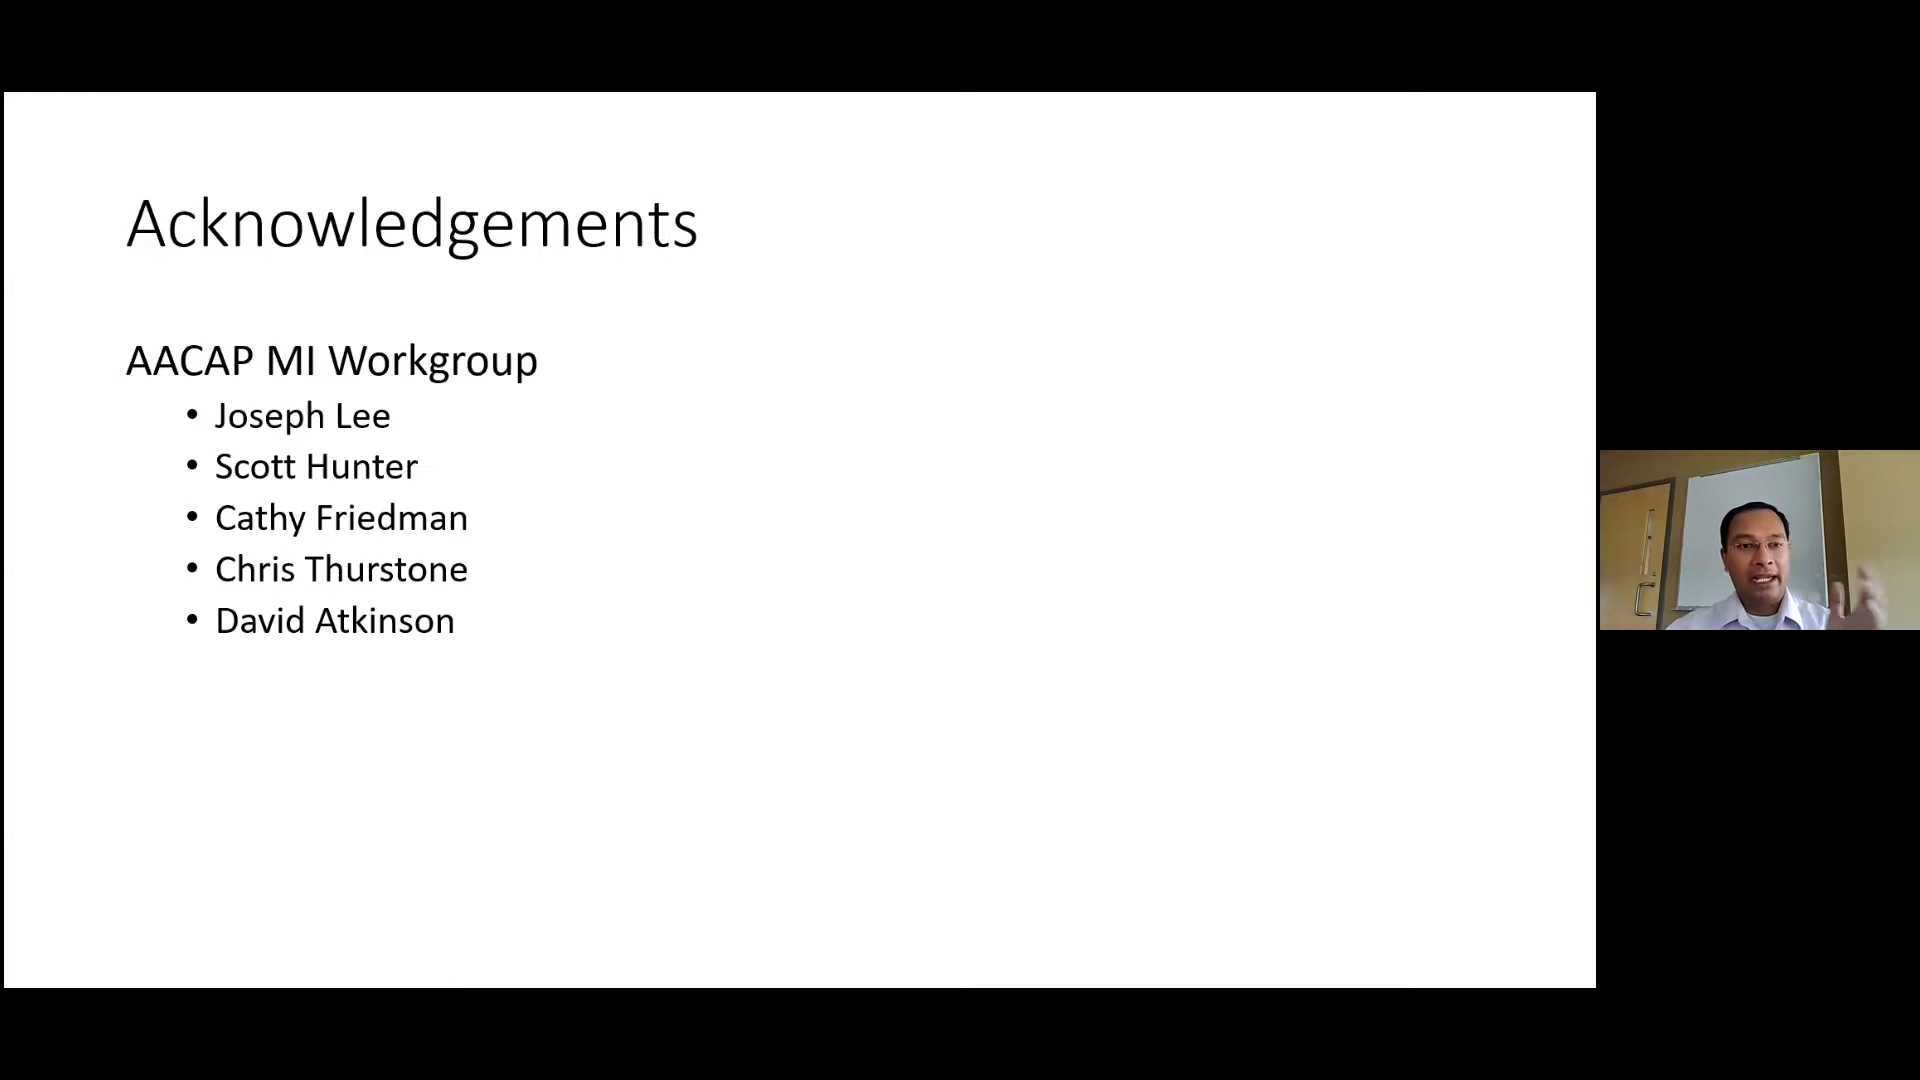 Acknowledgements
AACAP MI Workgroup
• Joseph Lee
• Scott Hunter
• Cathy Friedman
• Chris Thurstone
• David Atkinson